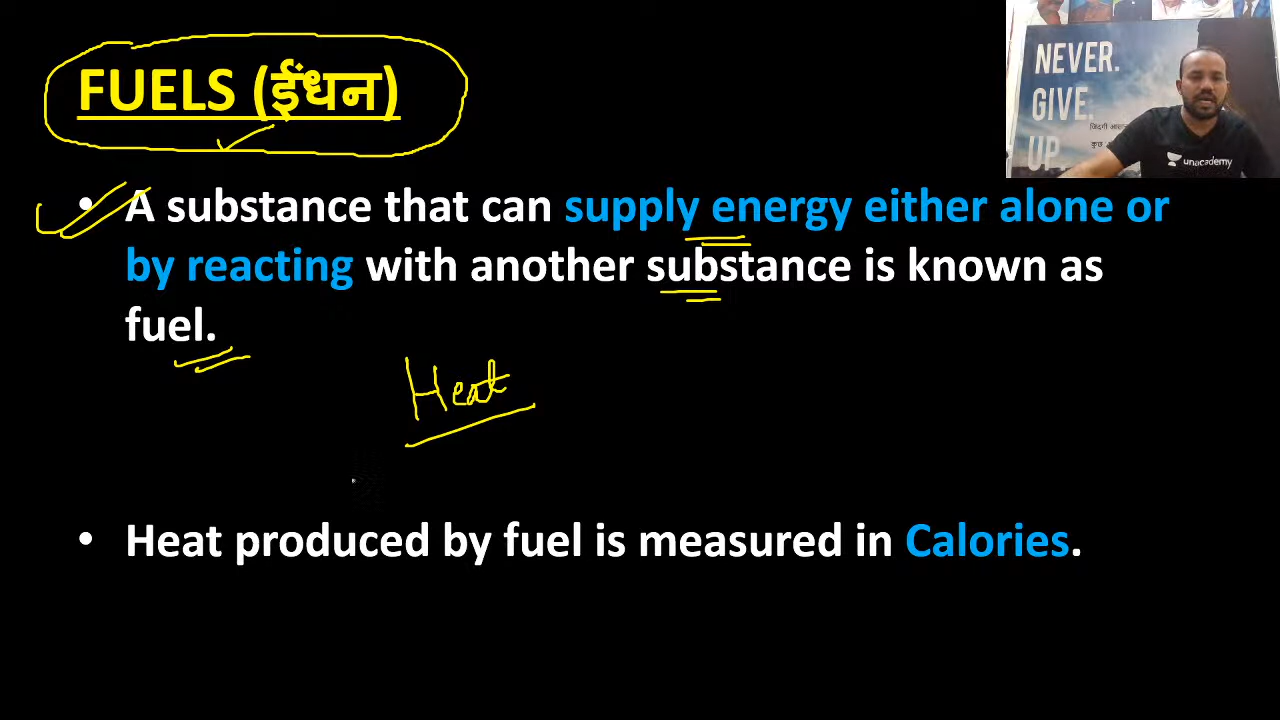 FUELS (ईंधन)
NEVER.
GIVE.
UP.
unacademy
• A substance that can supply energy either alone or
by reacting with another substance is known as
fuel.
Heat
• Heat produced by fuel is measured in Calories.